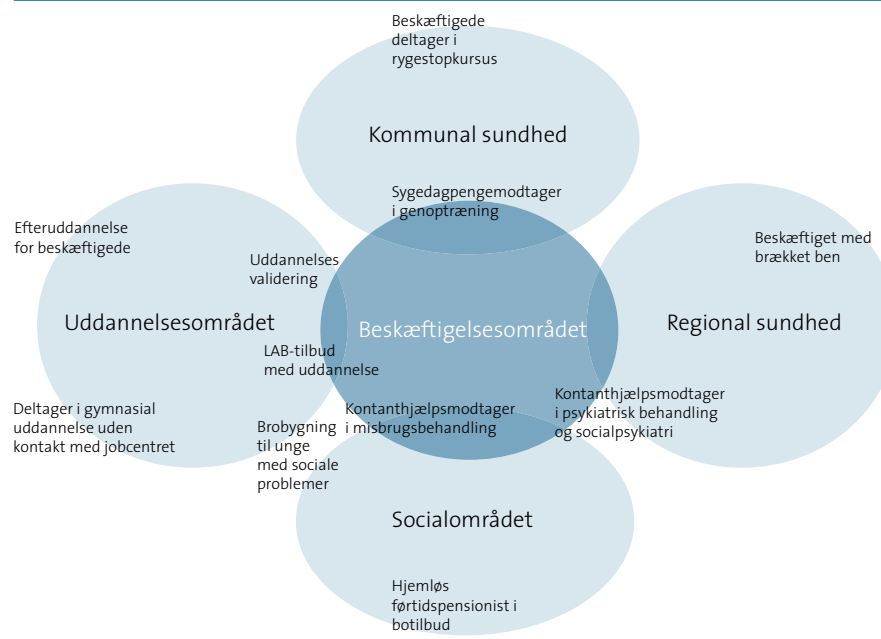 Beskæftigede
deltager i
rygestopkursus
Kommunal sundhed
Sygedagpengemodtager
i genoptræning
Efteruddannelse
for beskæftigede
Uddannelses
validering
Beskæftiget med
brækket ben
Uddannelsesområdet
Beskæftigelsesområdet
Regional sundhed
LAB-tilbud
med uddannelse
Deltager i gymnasial
uddannelse uden
kontakt med jobcentret
Brobygning
til unge
med sociale
problemer
Kontanthjælpsmodtager
i misbrugsbehandling
Kontanthjælpsmodtager
i psykiatrisk behandling
og socialpsykiatri
Socialområdet
Hjemløs
førtidspensionist i
botilbud